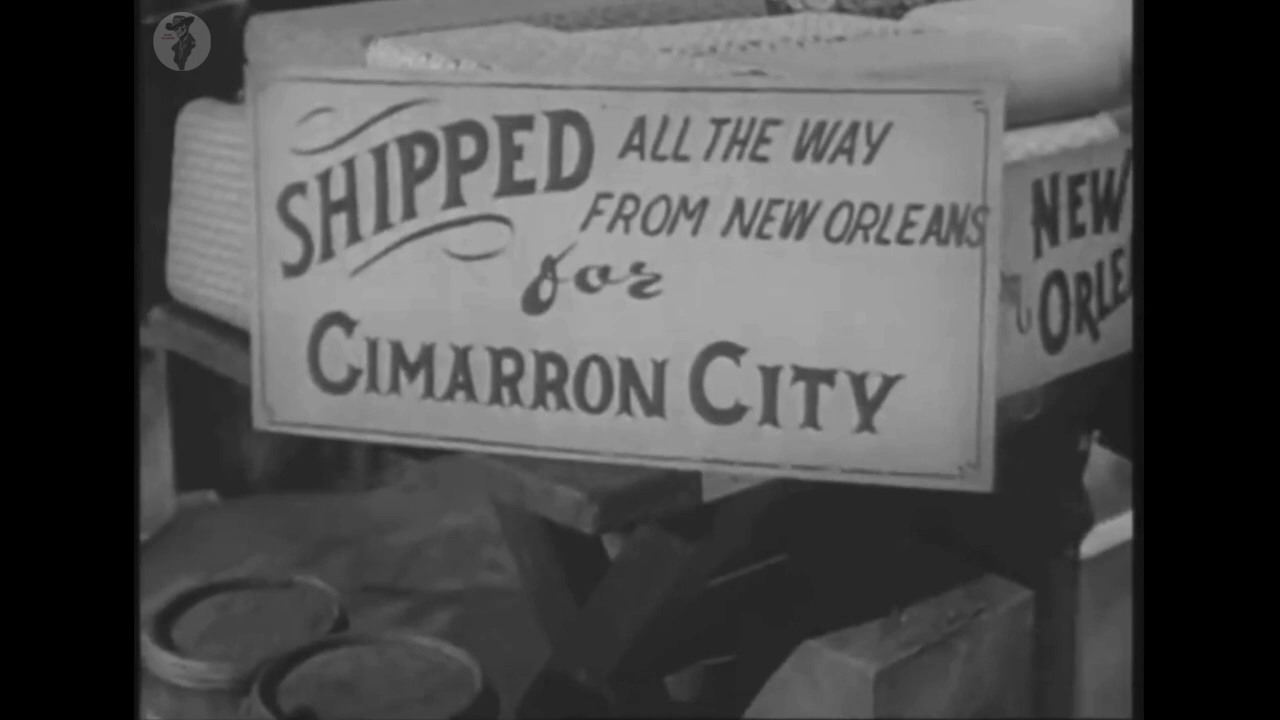 SHIPPED ALL THE WAY
FROM NEW ORLEANS
for
CIMARRON CITY
NEW
ORLE